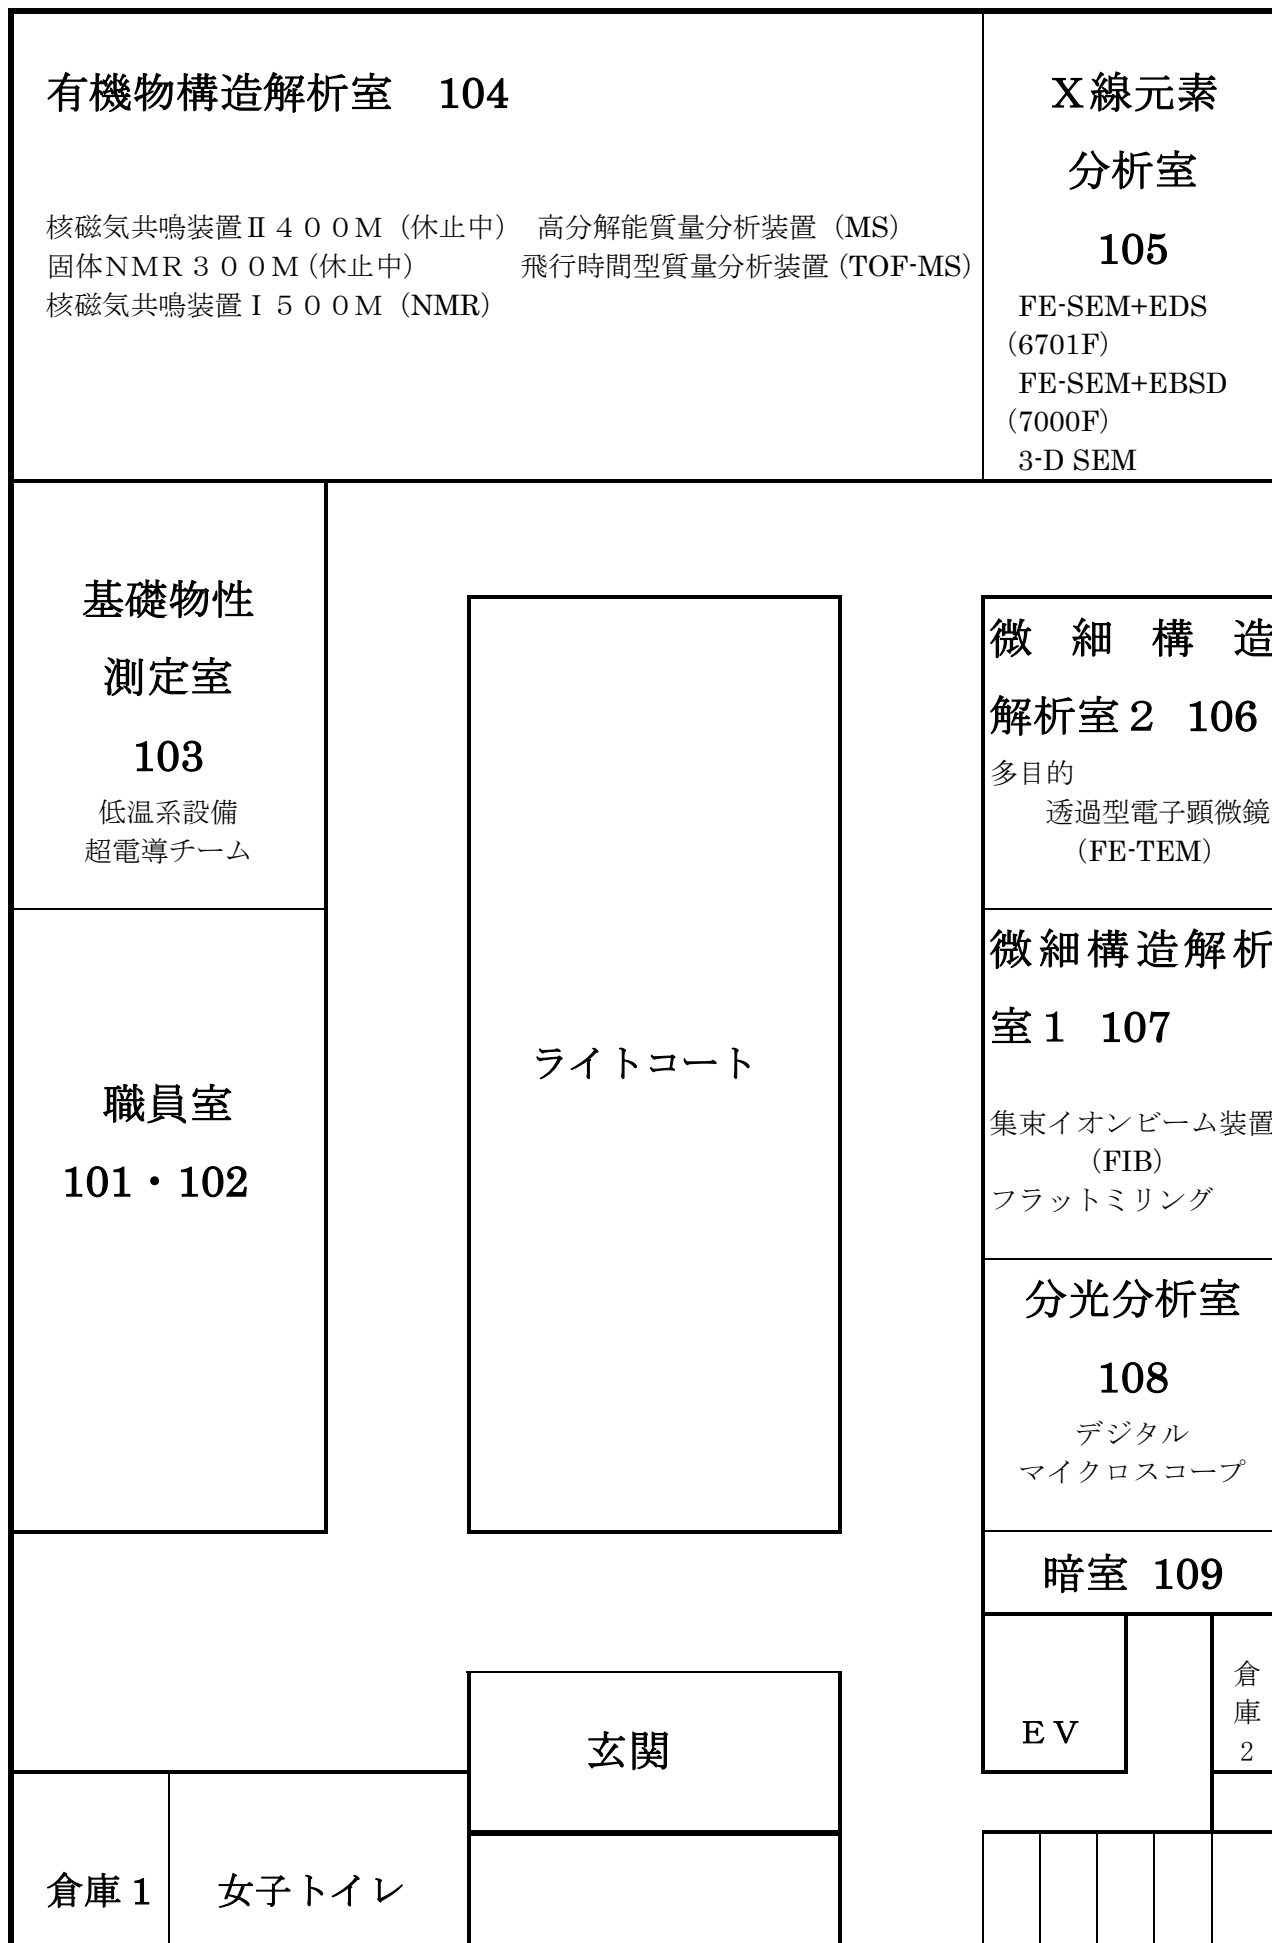 有機物構造解析室　104
核磁気共鳴装置Ⅱ４００Ｍ（休止中）　高分解能質量分析装置（MS）
固体ＮＭＲ３００Ｍ（休止中）　飛行時間型質量分析装置（TOF-MS）
核磁気共鳴装置Ⅰ５００Ｍ（NMR）
Ｘ線元素
分析室
105
FE-SEM+EDS
（6701F）
FE-SEM+EBSD
（7000F）
3-D SEM
基礎物性
測定室
103
低温系設備
超電導チーム
職員室
101・102
ライトコート
微細構造
解析室２ 106
多目的
透過型電子顕微鏡
（FE-TEM）
微細構造解析
室１ 107
集束イオンビーム装置
（FIB）
フラットミリング
分光分析室
108
デジタル
マイクロスコープ
暗室 109
ＥＶ
倉
庫
2
玄関
倉庫１
女子トイレ